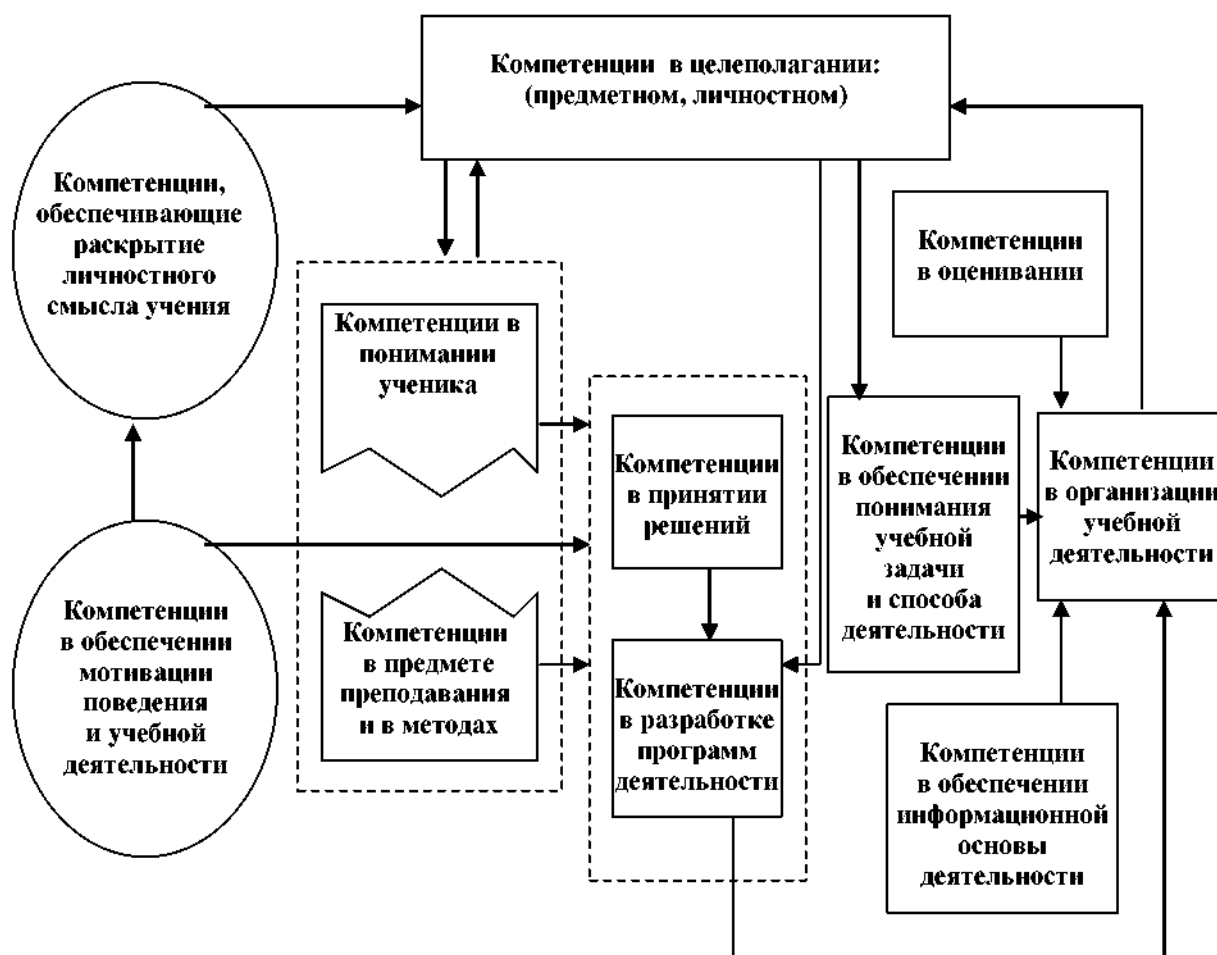 Компетенции в целеполагании:
(предметном, личностном)
Компетенции,
обеспечивающие
раскрытие
личностного
смысла учения
Компетенции
в оценивании
Компетенции в
понимании
ученика
Компетенции
в принятии
решений
Компетенции
в обеспечении
понимания
учебной
задачи
и способа
деятельности
Компетенции
в организации
учебной
деятельности
Компетенции
в обеспечении
мотивации
поведения
и учебной
деятельности
Компетенции
в предмете
преподавания
и в методах
Компетенции
в разработке
программ
деятельности
Компетенции
в обеспечении
информационной
основы
деятельности